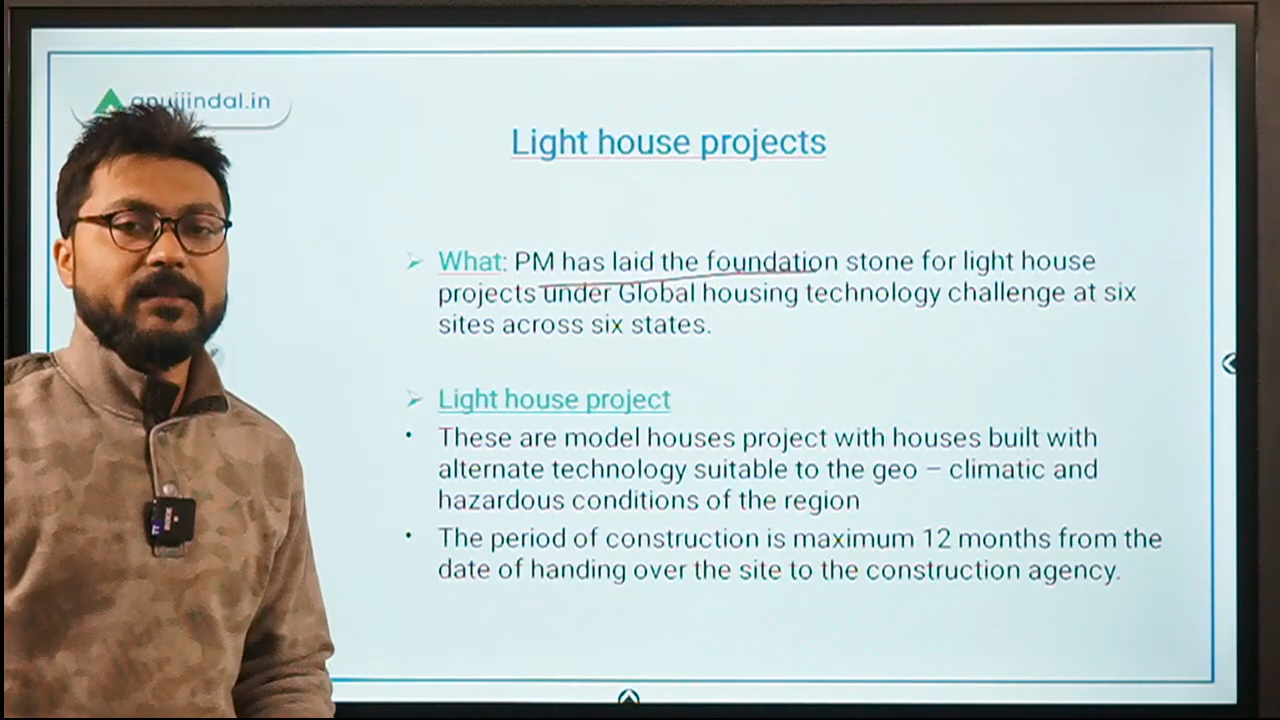 anujjindal.in
Light house projects
➢ What: PM has laid the foundation stone for light house
projects under Global housing technology challenge at six
sites across six states.
➢ Light house project
• These are model houses project with houses built with
alternate technology suitable to the geo – climatic and
hazardous conditions of the region
• The period of construction is maximum 12 months from the
date of handing over the site to the construction agency.